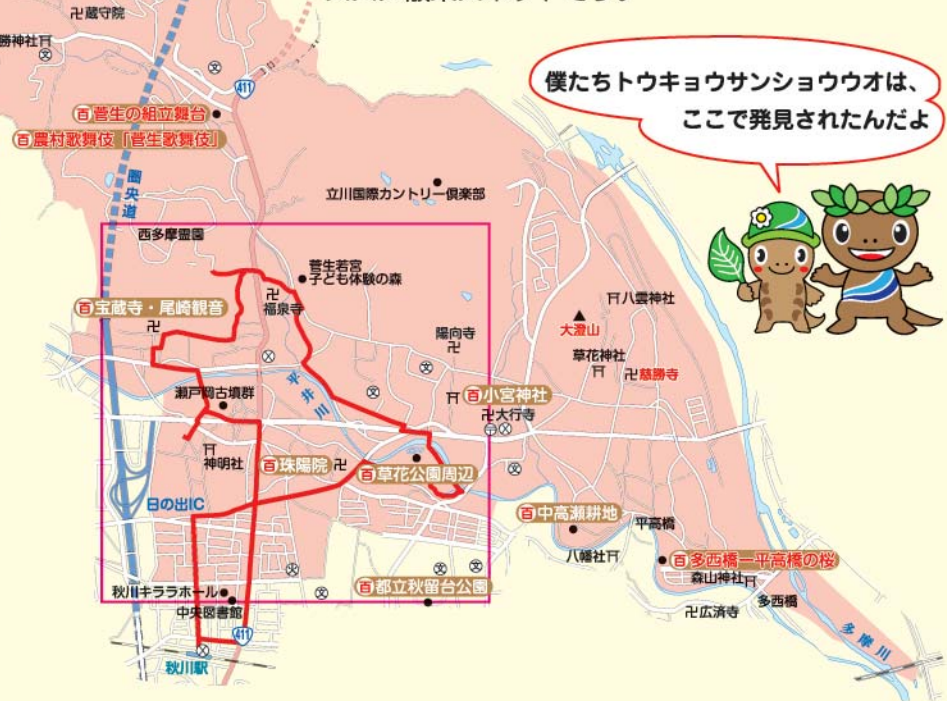 卍蔵守院
勝神社
411
百菅生の組立舞台
百農村歌舞伎「菅生歌舞伎」
僕たちトウキョウサンショウウオは、
ここで発見されたんだよ
圏央道
立川国際カントリー倶楽部
西多摩霊園
菅生若宮
子ども体験の森
卍
福泉寺
百宝蔵寺・尾崎観音
卍
八雲神社
大澄山
陽向寺
卍
草花神社
卍慈勝寺
平井川
瀬戸岡古墳群
百小宮神社
卍大行寺
神明社
百珠陽院 卍
百草花公園周辺
日の出IC
百中高瀬耕地
平高橋
八幡社
百多西橋ー平高橋の桜
森山神社
多西橋
百都立秋留台公園
秋川キララホール
中央図書館
卍広済寺
多摩川
411
秋川駅